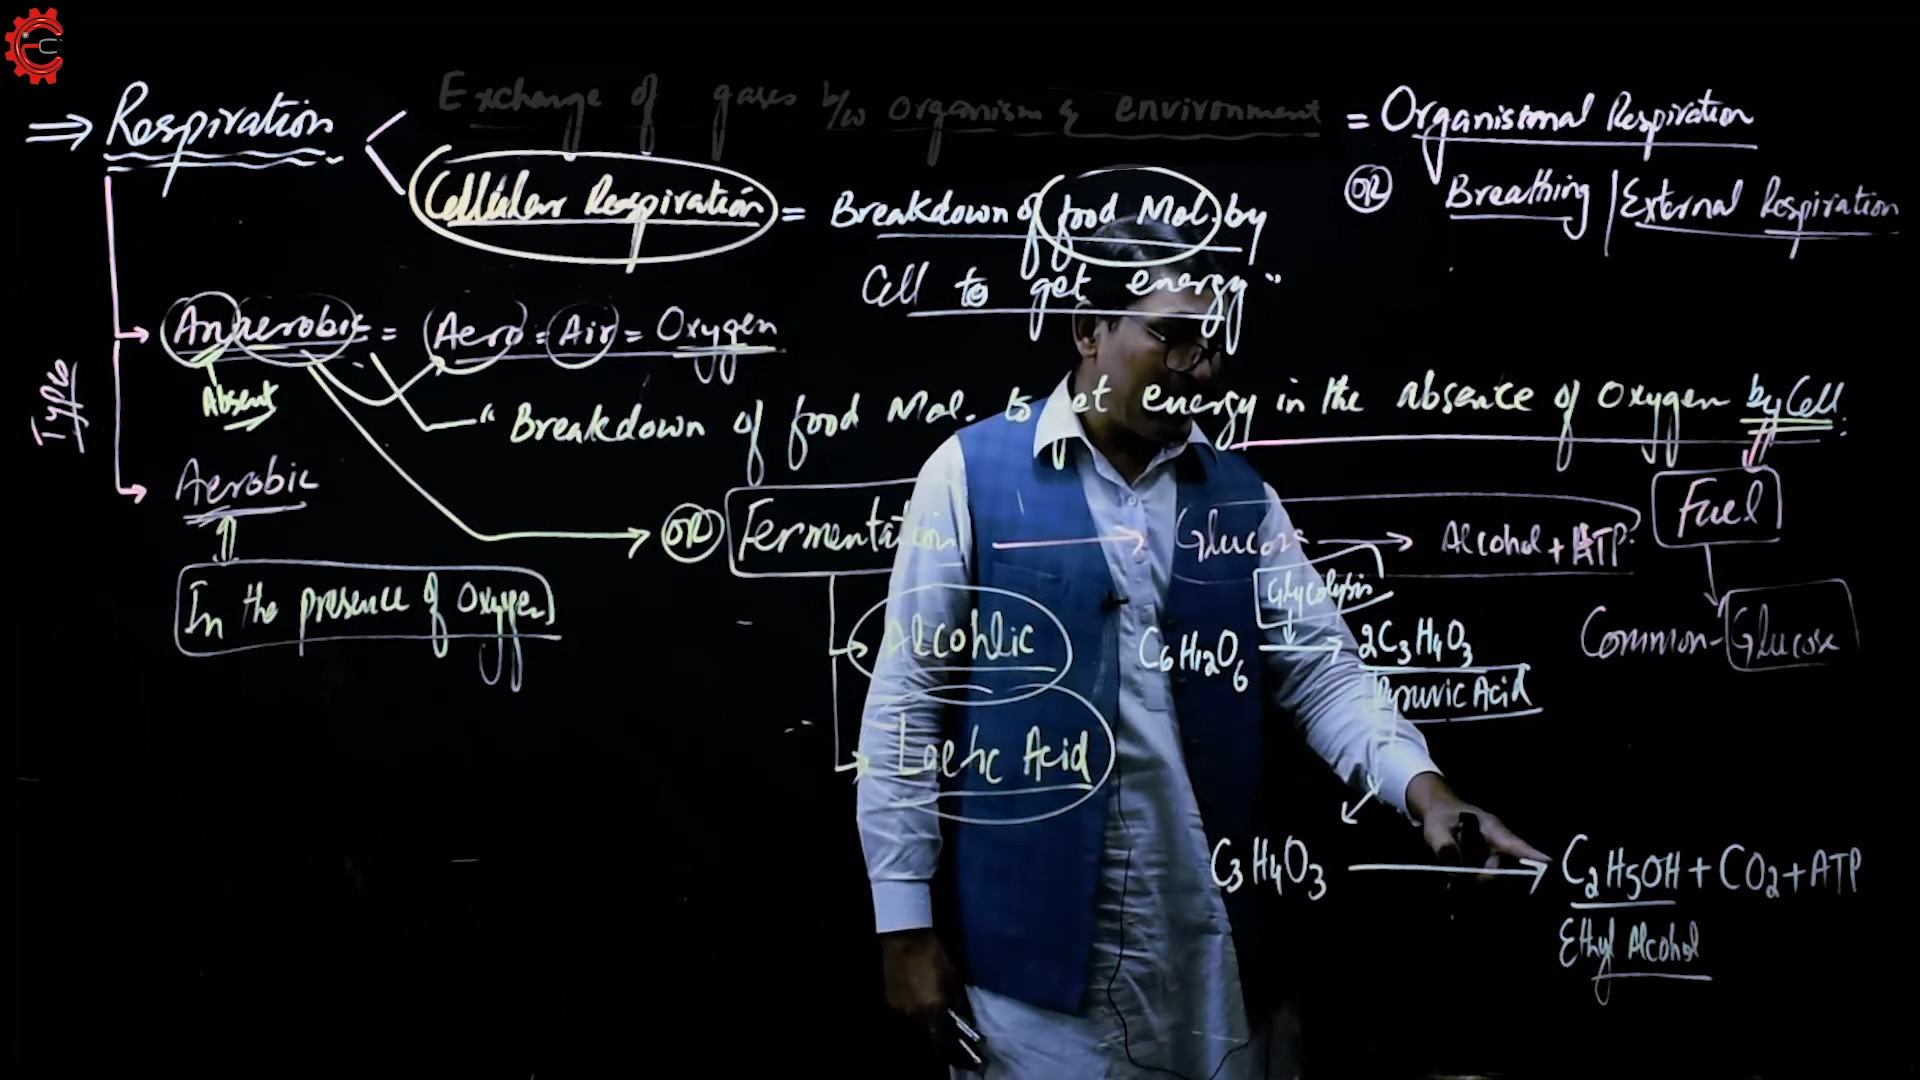 ⇒ Respiration
Exchange of gases b/w organism & environment = Organismal Respiration
OR Breathing / External Respiration
Cellular Respiration = Breakdown of food Mol. by
Cell to get energy"
Types
Anaerobic = Aero = Air = Oxygen
Absent
"Breakdown of food Mol. to get energy in the absence of Oxygen by Cell.
Aerobic
In the presence of Oxygen
OR Fermentation → Glucose → Alcohol + ATP
Fuel
Common - Glucose
Alcohlic
Lactic Acid
Glycolysis
C6H12O6 → 2C3H4O3
Pyruvic Acid
C3H4O3 → C2H5OH + CO2 + ATP
Ethyl Alcohol